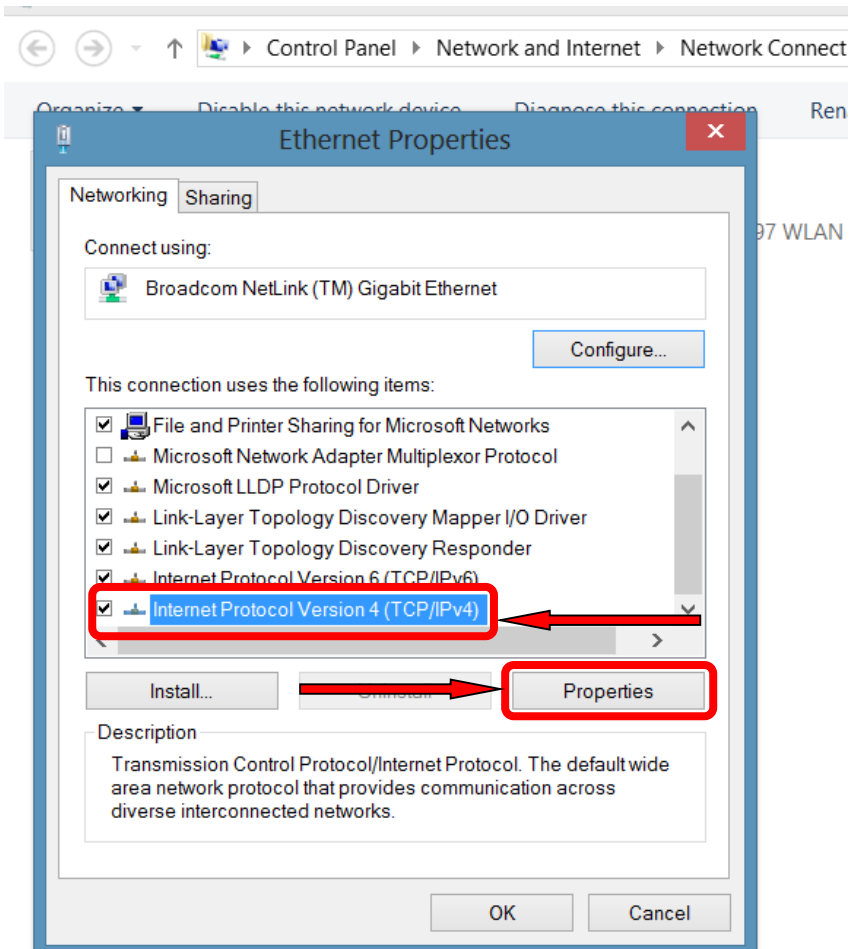 Control Panel Network and Internet Network Connect
Organize Disable this network device Diagnose this connection Ren
Ethernet Properties
Networking Sharing
97 WLAN
Connect using:
Broadcom NetLink (TM) Gigabit Ethernet
Configure...
This connection uses the following items:
File and Printer Sharing for Microsoft Networks
Microsoft Network Adapter Multiplexor Protocol
Microsoft LLDP Protocol Driver
Link-Layer Topology Discovery Mapper I/O Driver
Link-Layer Topology Discovery Responder
Internet Protocol Version 6 (TCP/IPv6)
Internet Protocol Version 4 (TCP/IPv4)
Install... Uninstall Properties
Description
Transmission Control Protocol/Internet Protocol. The default wide
area network protocol that provides communication across
diverse interconnected networks.
OK Cancel